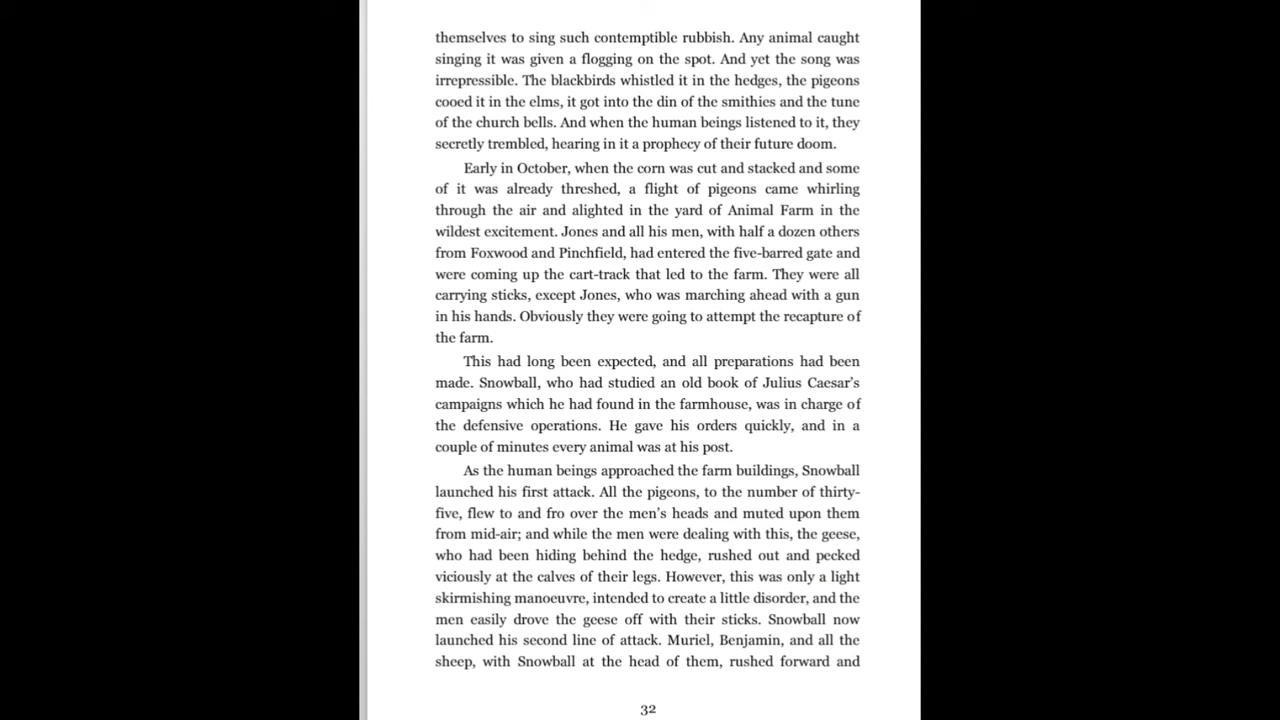 themselves to sing such contemptible rubbish. Any animal caught
singing it was given a flogging on the spot. And yet the song was
irrepressible. The blackbirds whistled it in the hedges, the pigeons
cooed it in the elms, it got into the din of the smithies and the tune
of the church bells. And when the human beings listened to it, they
secretly trembled, hearing in it a prophecy of their future doom.
Early in October, when the corn was cut and stacked and some
of it was already threshed, a flight of pigeons came whirling
through the air and alighted in the yard of Animal Farm in the
wildest excitement. Jones and all his men, with half a dozen others
from Foxwood and Pinchfield, had entered the five-barred gate and
were coming up the cart-track that led to the farm. They were all
carrying sticks, except Jones, who was marching ahead with a gun
in his hands. Obviously they were going to attempt the recapture of
the farm.
This had long been expected, and all preparations had been
made. Snowball, who had studied an old book of Julius Caesar's
campaigns which he had found in the farmhouse, was in charge of
the defensive operations. He gave his orders quickly, and in a
couple of minutes every animal was at his post.
As the human beings approached the farm buildings, Snowball
launched his first attack. All the pigeons, to the number of thirty-
five, flew to and fro over the men's heads and muted upon them
from mid-air; and while the men were dealing with this, the geese,
who had been hiding behind the hedge, rushed out and pecked
viciously at the calves of their legs. However, this was only a light
skirmishing manoeuvre, intended to create a little disorder, and the
men easily drove the geese off with their sticks. Snowball now
launched his second line of attack. Muriel, Benjamin, and all the
sheep, with Snowball at the head of them, rushed forward and
32